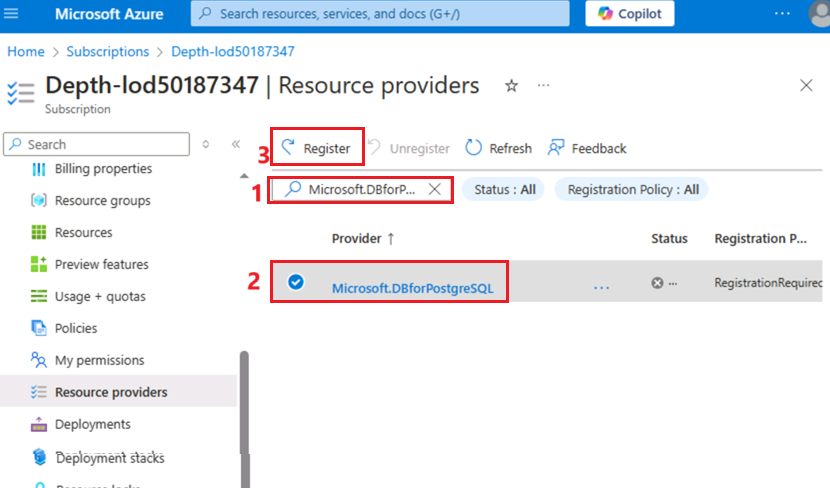 Microsoft Azure
Search resources, services, and docs (G+/)
Copilot
...
Home > Subscriptions > Depth-lod50187347
Depth-lod50187347 | Resource providers
...
Subscription
Search
«
3
Register
Unregister
Refresh
Feedback
1
Microsoft.DBforP...
Status : All
Registration Policy : All
Billing properties
Resource groups
Resources
Preview features
Usage + quotas
Policies
My permissions
Resource providers
Deployments
Deployment stacks
Resource locks
Provider ↑
Status
Registration P...
2
Microsoft.DBforPostgreSQL
...
...
RegistrationRequired